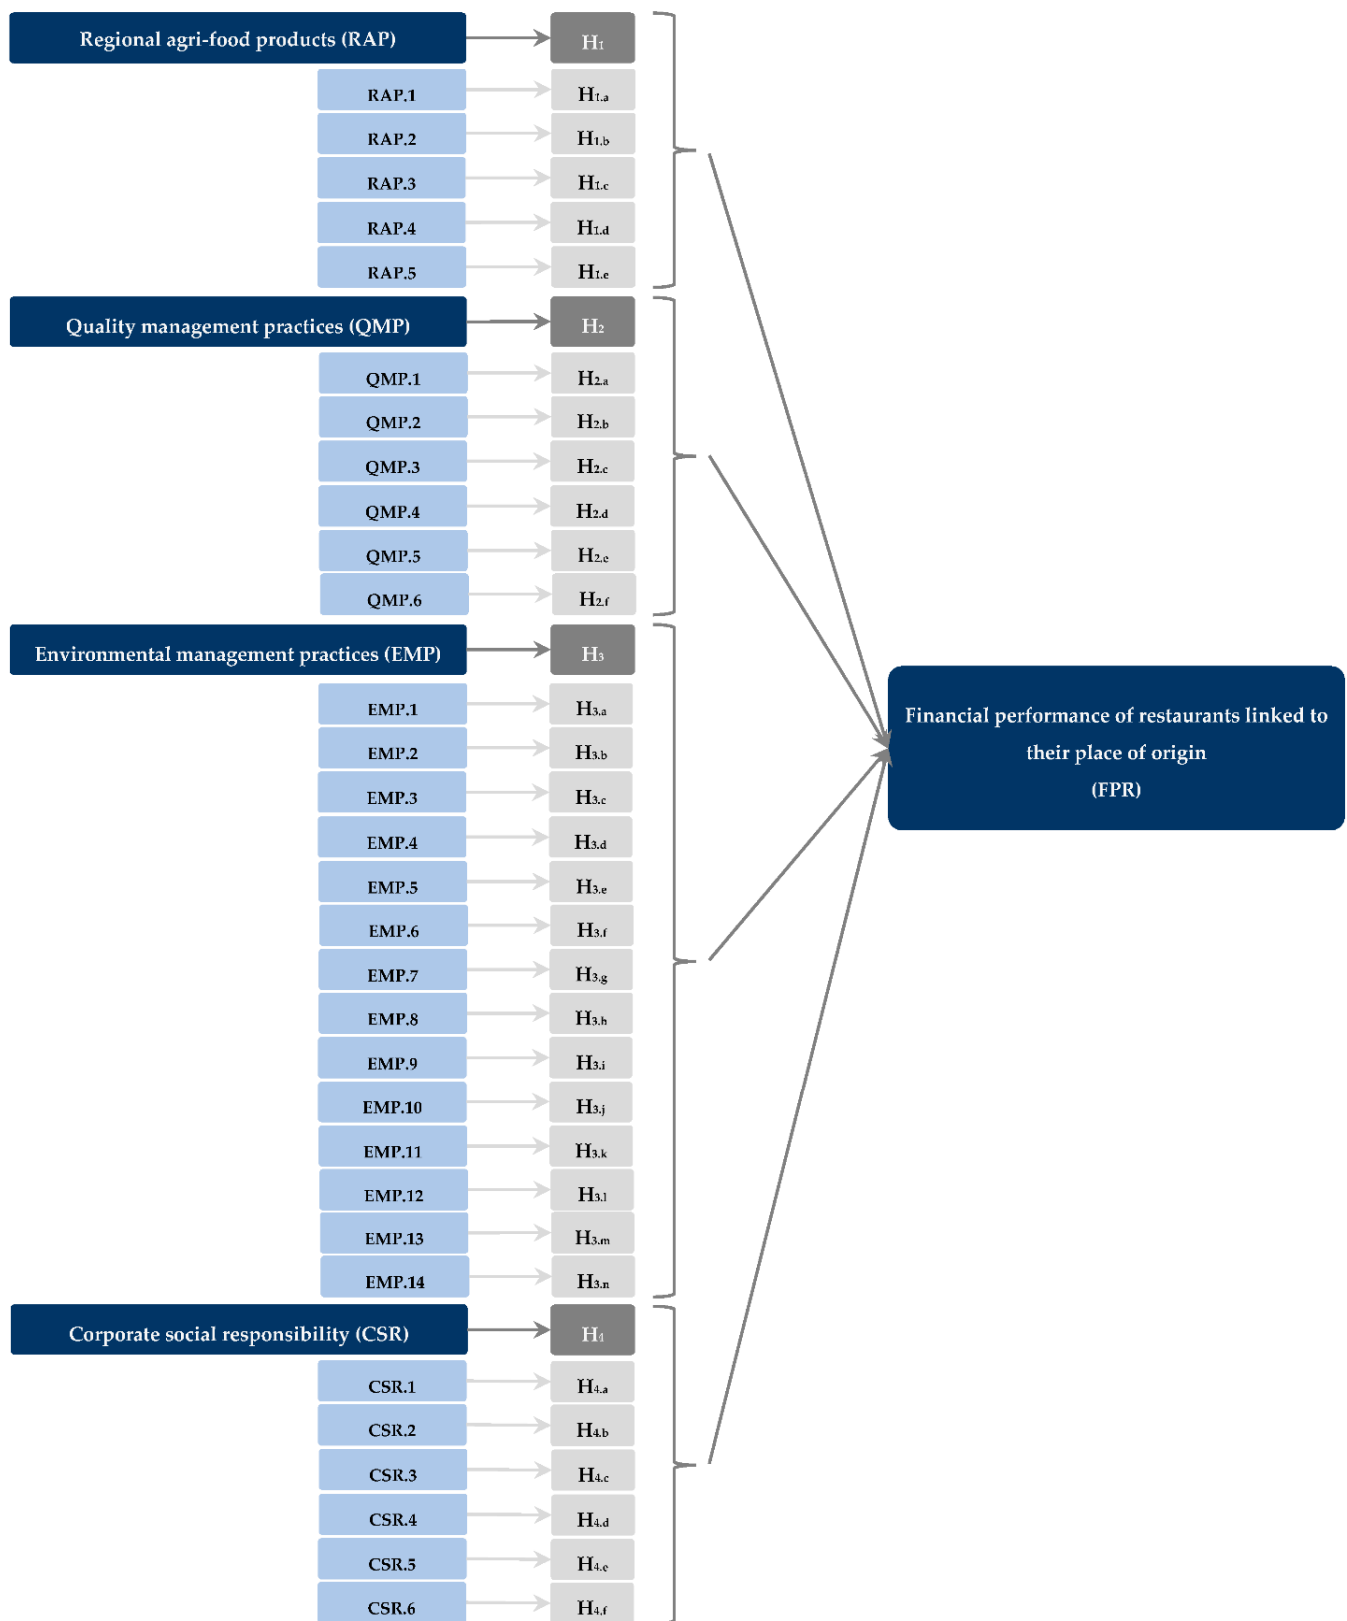 Regional agri-food products (RAP) H1
RAP.1 H1.a
RAP.2 H1.b
RAP.3 H1.c
RAP.4 H1.d
RAP.5 H1.e
Quality management practices (QMP) H2
QMP.1 H2.a
QMP.2 H2.b
QMP.3 H2.c
QMP.4 H2.d
QMP.5 H2.e
QMP.6 H2.f
Environmental management practices (EMP) H3
EMP.1 H3.a
EMP.2 H3.b
EMP.3 H3.c
EMP.4 H3.d
EMP.5 H3.e
EMP.6 H3.f
EMP.7 H3.g
EMP.8 H3.h
EMP.9 H3.i
EMP.10 H3.j
EMP.11 H3.k
EMP.12 H3.l
EMP.13 H3.m
EMP.14 H3.n
Corporate social responsibility (CSR) H4
CSR.1 H4.a
CSR.2 H4.b
CSR.3 H4.c
CSR.4 H4.d
CSR.5 H4.e
CSR.6 H4.f
Financial performance of restaurants linked to
their place of origin
(FPR)